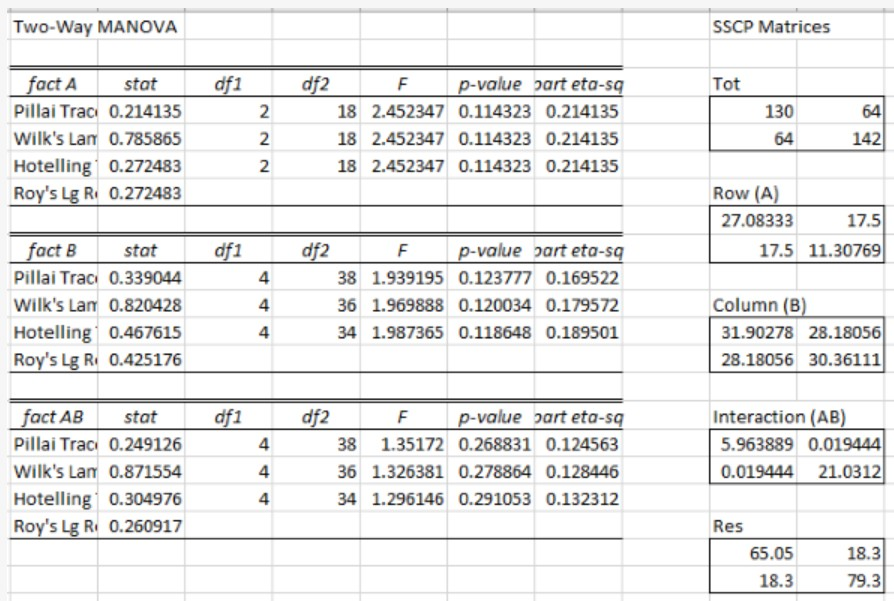 Two-Way MANOVA SSCP Matrices
fact A stat df1 df2 F p-value part eta-sq Tot
Pillai Trac 0.214135 2 18 2.452347 0.114323 0.214135 130 64
Wilk's Lam 0.785865 2 18 2.452347 0.114323 0.214135 64 142
Hotelling 0.272483 2 18 2.452347 0.114323 0.214135
Roy's Lg R 0.272483 Row (A)
27.08333 17.5
fact B stat df1 df2 F p-value part eta-sq 17.5 11.30769
Pillai Trac 0.339044 4 38 1.939195 0.123777 0.169522
Wilk's Lam 0.820428 4 36 1.969888 0.120034 0.179572 Column (B)
Hotelling 0.467615 4 34 1.987365 0.118648 0.189501 31.90278 28.18056
Roy's Lg R 0.425176 28.18056 30.36111
fact AB stat df1 df2 F p-value part eta-sq Interaction (AB)
Pillai Trac 0.249126 4 38 1.35172 0.268831 0.124563 5.963889 0.019444
Wilk's Lam 0.871554 4 36 1.326381 0.278864 0.128446 0.019444 21.0312
Hotelling 0.304976 4 34 1.296146 0.291053 0.132312
Roy's Lg R 0.260917 Res
65.05 18.3
18.3 79.3